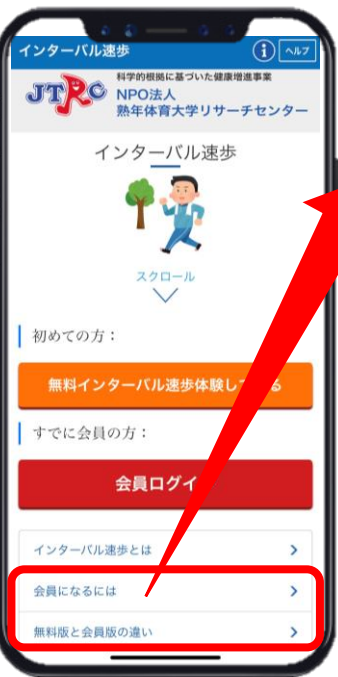 インターバル速歩
ヘルプ
科学的根拠に基づいた健康増進事業
JTRC
NPO法人
熟年体育大学リサーチセンター
インターバル速歩
スクロール
初めての方：
無料インターバル速歩体験し る
すでに会員の方：
会員ログイ
インターバル速歩とは
会員になるには
無料版と会員版の違い